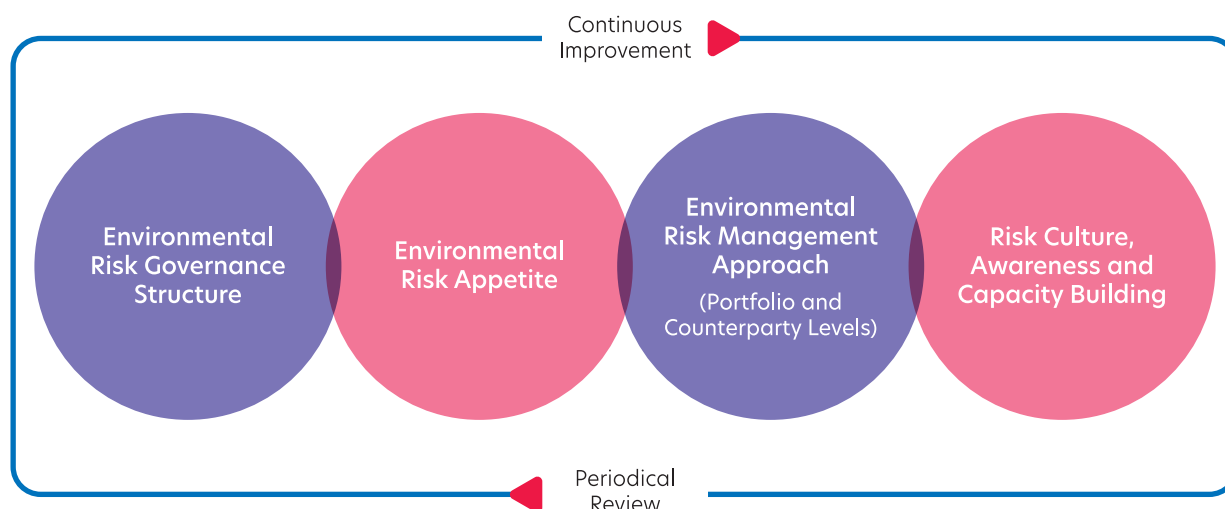 Continuous
Improvement
Environmental
Risk Governance
Structure
Environmental
Risk Appetite
Environmental
Risk Management
Approach
(Portfolio and
Counterparty Levels)
Risk Culture,
Awareness and
Capacity Building
Periodical
Review